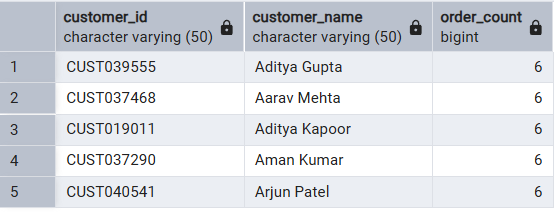 customer_id customer_name order_count
character varying (50) character varying (50) bigint
1 CUST039555 Aditya Gupta 6
2 CUST037468 Aarav Mehta 6
3 CUST019011 Aditya Kapoor 6
4 CUST037290 Aman Kumar 6
5 CUST040541 Arjun Patel 6